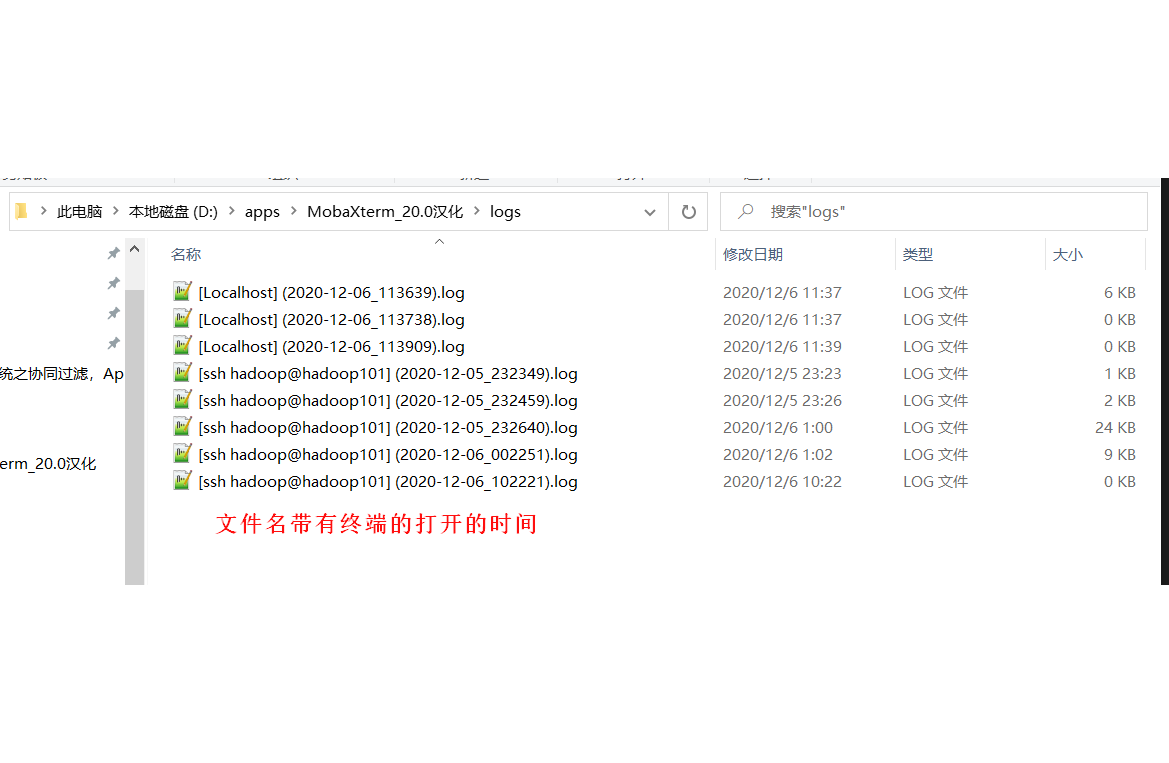 此电脑 > 本地磁盘 (D:) > apps > MobaXterm_20.0汉化 > logs
搜索"logs"
名称 修改日期 类型 大小
[Localhost] (2020-12-06_113639).log 2020/12/6 11:37 LOG 文件 6 KB
[Localhost] (2020-12-06_113738).log 2020/12/6 11:37 LOG 文件 0 KB
[Localhost] (2020-12-06_113909).log 2020/12/6 11:39 LOG 文件 0 KB
统之协同过滤，Ap
[ssh hadoop@hadoop101] (2020-12-05_232349).log 2020/12/5 23:23 LOG 文件 1 KB
[ssh hadoop@hadoop101] (2020-12-05_232459).log 2020/12/5 23:26 LOG 文件 2 KB
[ssh hadoop@hadoop101] (2020-12-05_232640).log 2020/12/6 1:00 LOG 文件 24 KB
[ssh hadoop@hadoop101] (2020-12-06_002251).log 2020/12/6 1:02 LOG 文件 9 KB
erm_20.0汉化
[ssh hadoop@hadoop101] (2020-12-06_102221).log 2020/12/6 10:22 LOG 文件 0 KB
文件名带有终端的打开的时间